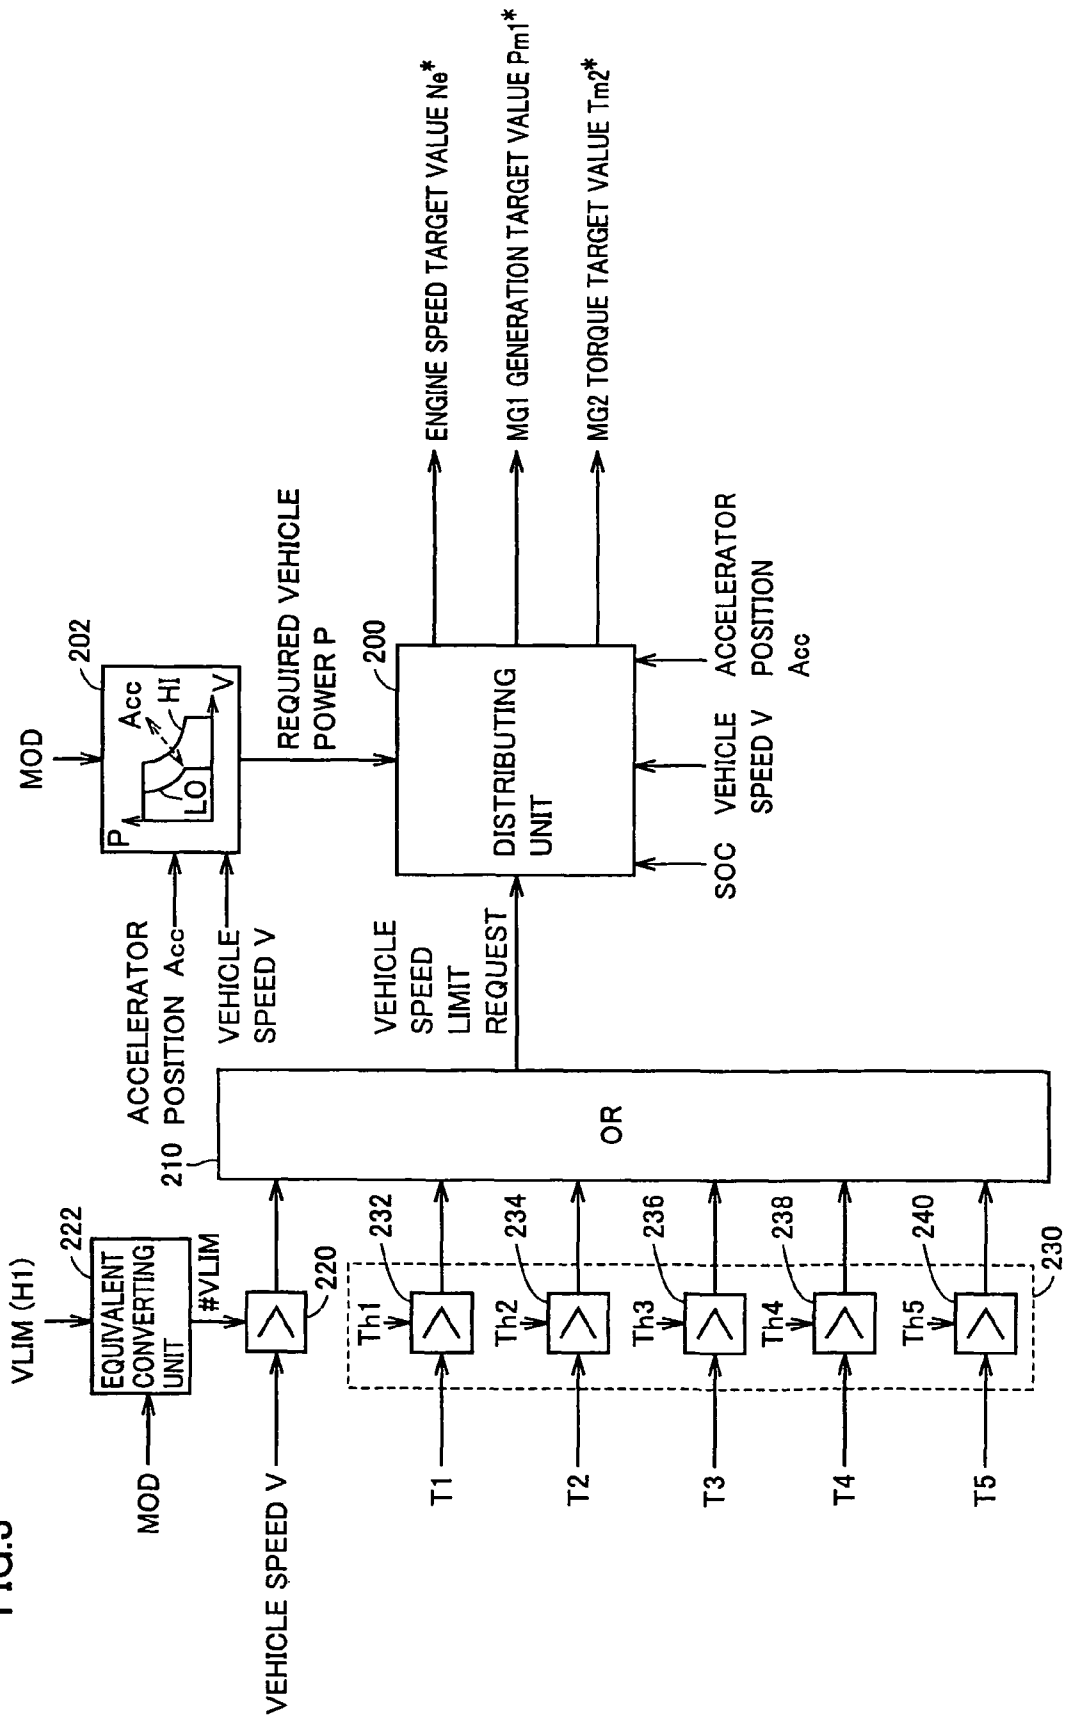 VLIM (H1)
222
EQUIVALENT
CONVERTING
UNIT
MOD
#VLIM
220
VEHICLE SPEED V
Th1
232
T1
Th2
234
T2
Th3
236
T3
Th4
238
T4
Th5
240
T5
230
210
OR
ACCELERATOR
POSITION Acc
VEHICLE
SPEED V
MOD
202
P
Acc
HI
LO
V
REQUIRED VEHICLE
POWER P
VEHICLE
SPEED
LIMIT
REQUEST
200
DISTRIBUTING
UNIT
SOC
VEHICLE
SPEED V
ACCELERATOR
POSITION
Acc
ENGINE SPEED TARGET VALUE Ne*
MG1 GENERATION TARGET VALUE Pm1*
MG2 TORQUE TARGET VALUE Tm2*